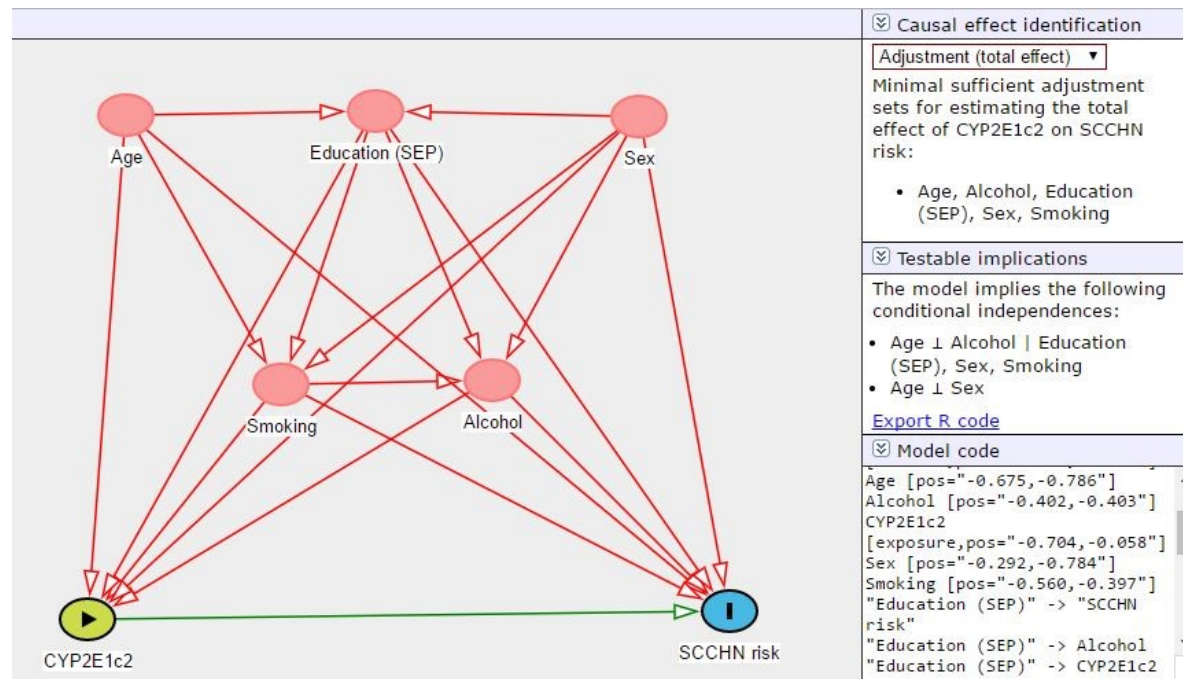 Age
Education (SEP)
Sex
Smoking
Alcohol
CYP2E1c2
SCCHN risk
Causal effect identification
Adjustment (total effect)
Minimal sufficient adjustment
sets for estimating the total
effect of CYP2E1c2 on SCCHN
risk:
• Age, Alcohol, Education
(SEP), Sex, Smoking
Testable implications
The model implies the following
conditional independences:
• Age ⊥ Alcohol | Education
(SEP), Sex, Smoking
• Age ⊥ Sex
Export R code
Model code
Age [pos="-0.675,-0.786"]
Alcohol [pos="-0.402,-0.403"]
CYP2E1c2
[exposure,pos="-0.704,-0.058"]
Sex [pos="-0.292,-0.784"]
Smoking [pos="-0.560,-0.397"]
"Education (SEP)" -> "SCCHN
risk"
"Education (SEP)" -> Alcohol
"Education (SEP)" -> CYP2E1c2